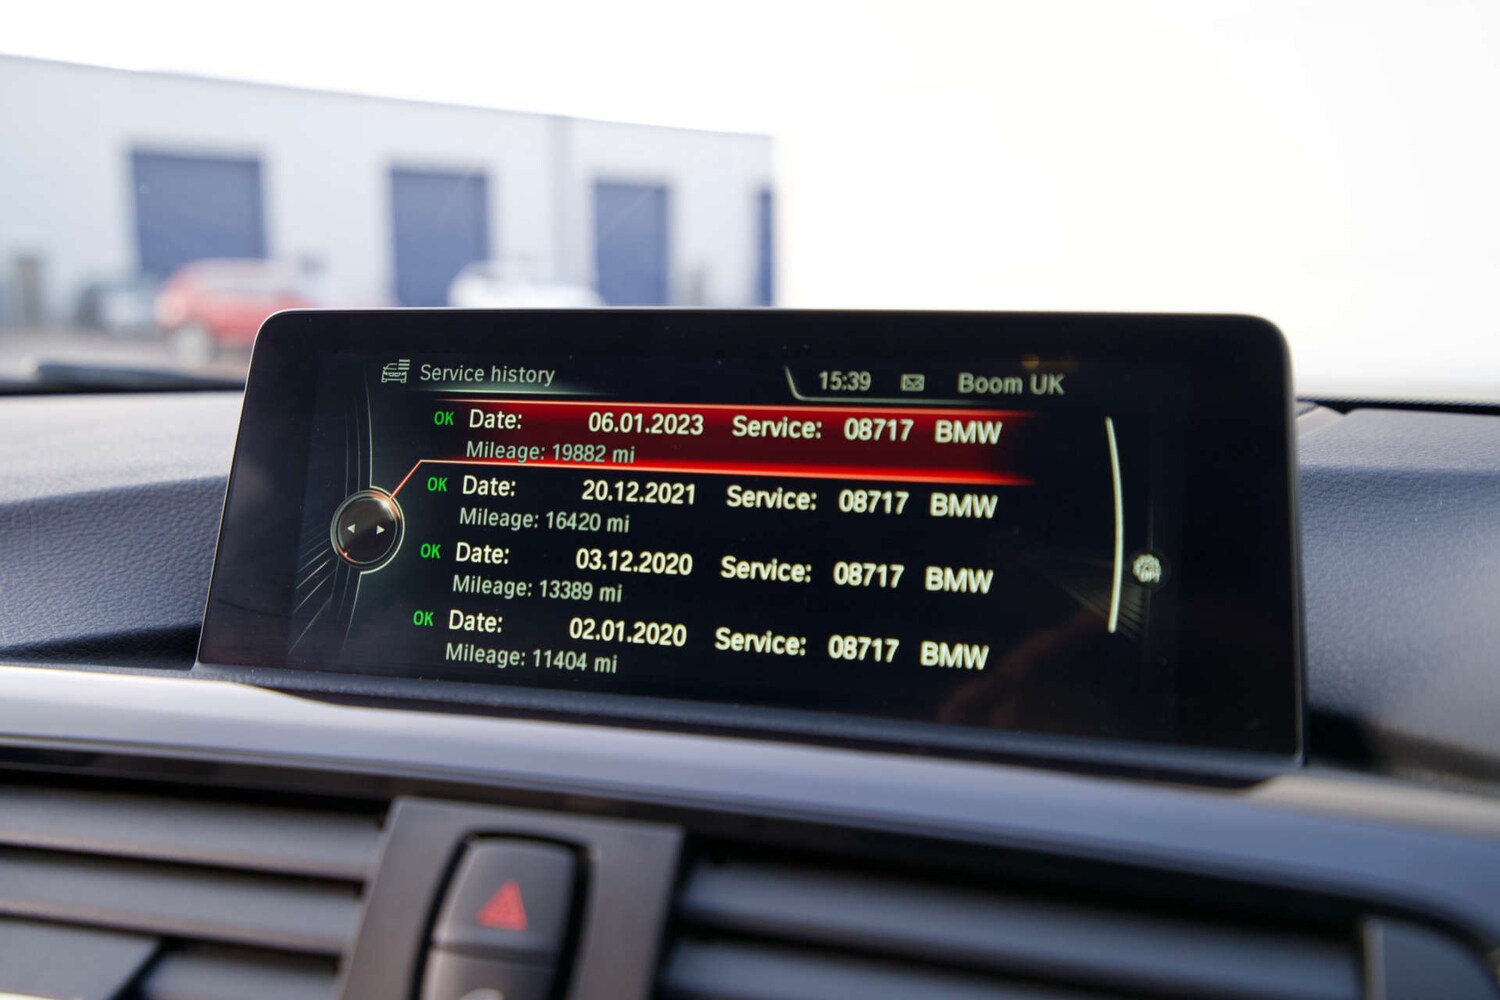 Service history 15:39 Boom UK
OK Date: 06.01.2023 Service: 08717 BMW
Mileage: 19882 mi
OK Date: 20.12.2021 Service: 08717 BMW
Mileage: 16420 mi
OK Date: 03.12.2020 Service: 08717 BMW
Mileage: 13389 mi
OK Date: 02.01.2020 Service: 08717 BMW
Mileage: 11404 mi